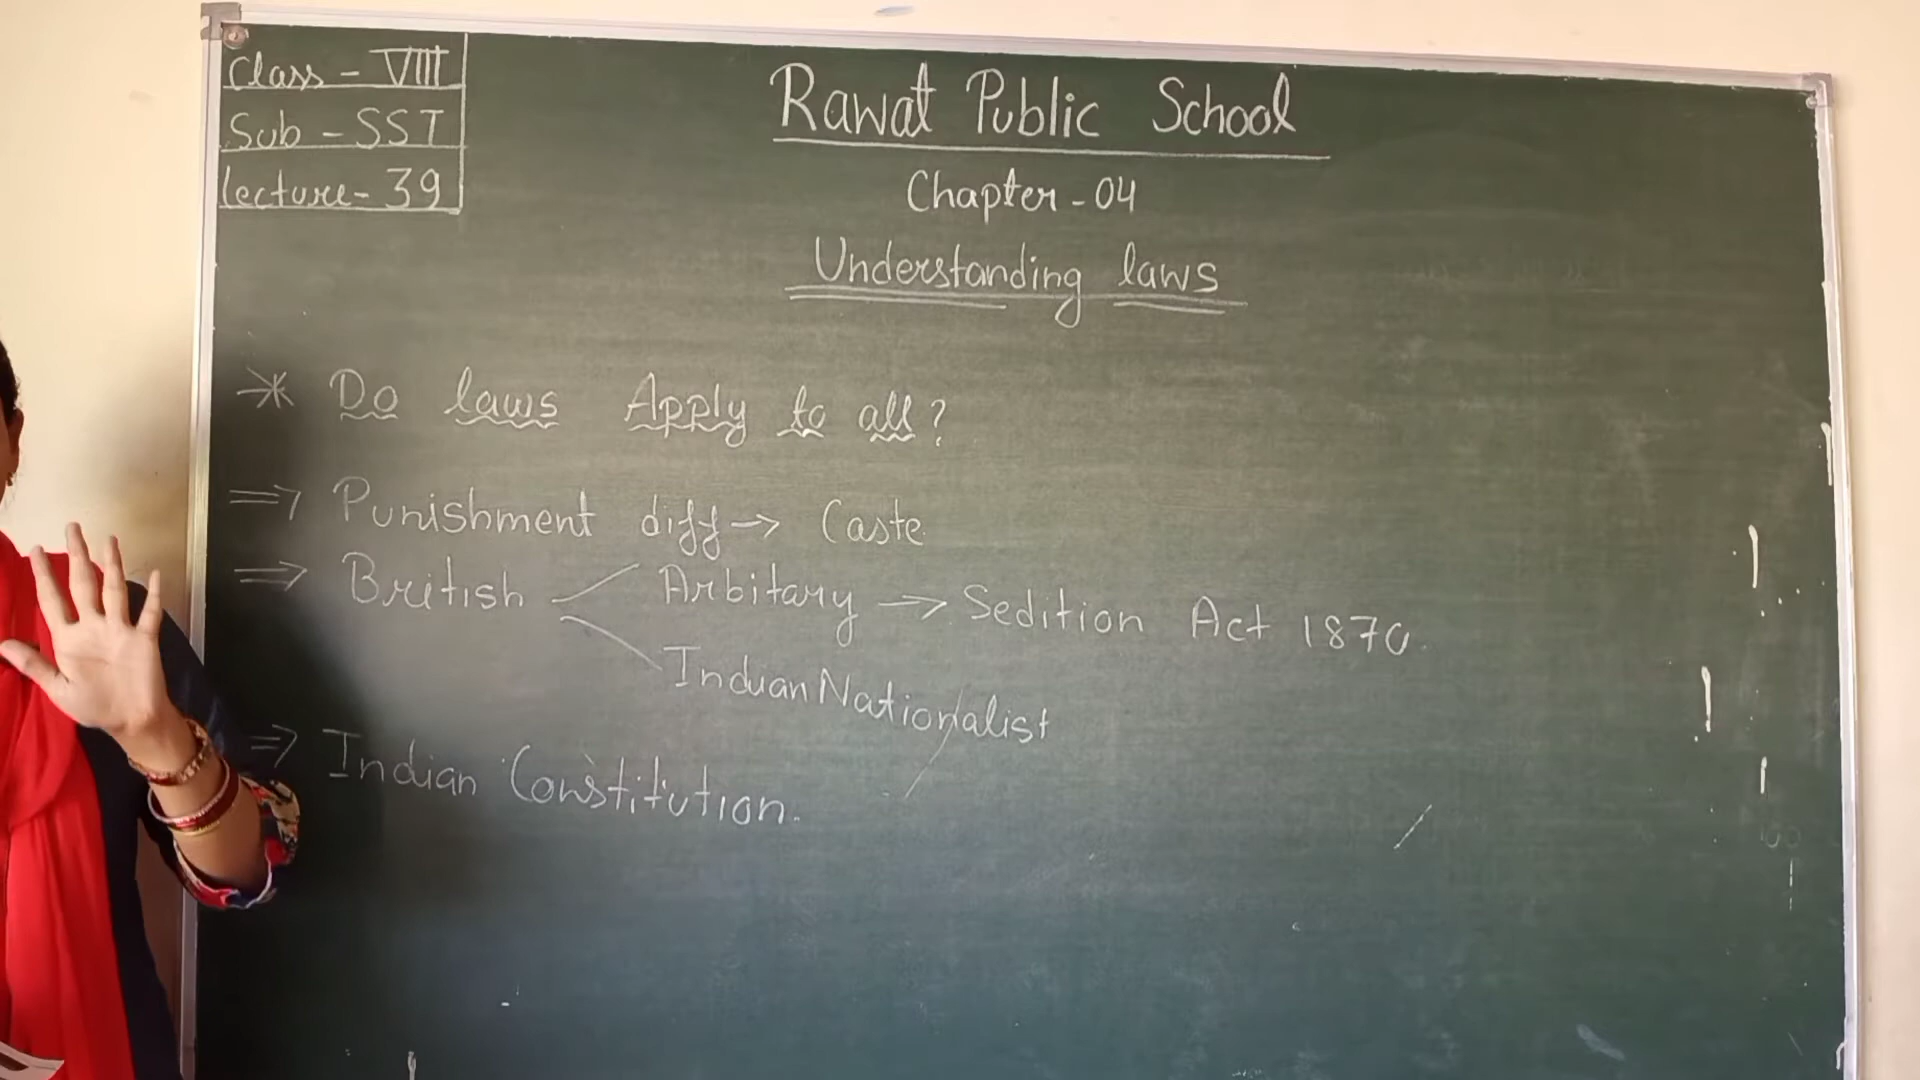 Class - VIII
Sub - SST
Lecture - 39
Rawat Public School
Chapter - 04
Understanding laws
* Do laws Apply to all?
⇒ Punishment diff → Caste
⇒ British Arbitary → Sedition Act 1870.
Indian Nationalist
⇒ Indian Constitution.